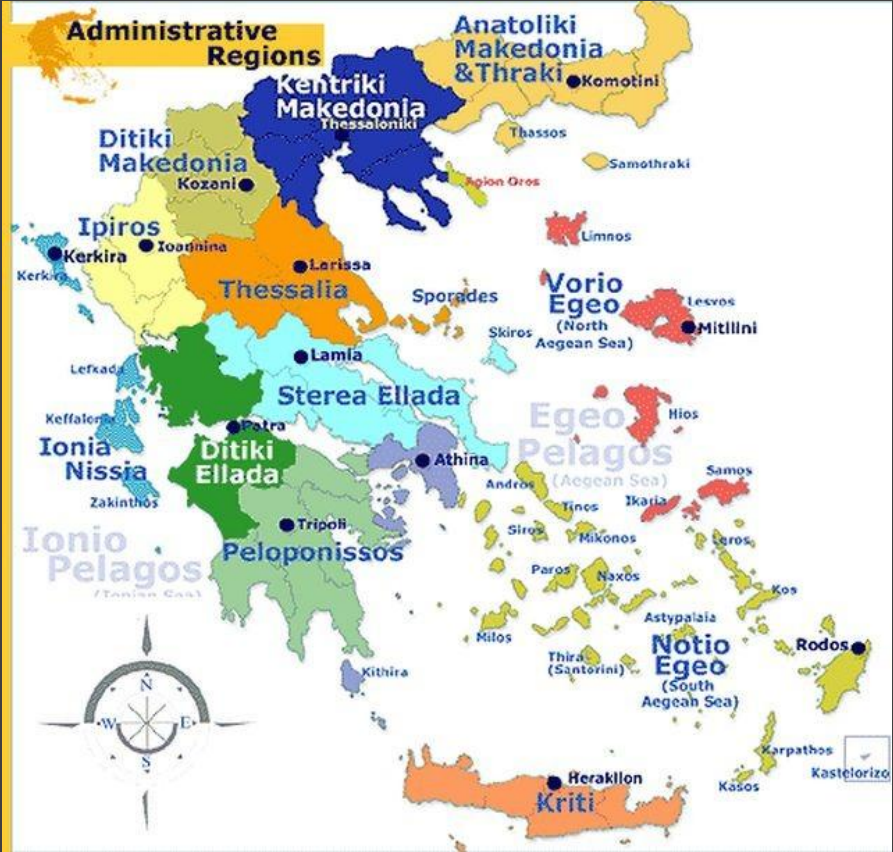 Administrative
Regions
Anatoliki
Makedonia
&Thraki
Komotini
Kentriki
Makedonia
Thessaloniki
Thassos
Samothraki
Ditiki
Makedonia
Kozani
Agion Oros
Ipiros
Ioannina
Kerkira
Kerkira
Limnos
Larissa
Thessalia
Sporades
Vorio
Egeo
(North
Aegean Sea)
Lesvos
Mitilini
Skiros
Lamia
Lefkada
Sterea Ellada
Keffalonia
Patra
Hios
Egeo
Pelagos
(Aegean Sea)
Ionia
Nissia
Ditiki
Ellada
Athina
Zakinthos
Andros
Samos
Ikaria
Tinos
Tripoli
Siros
Mikonos
Leros
Peloponissos
Ionio
Pelagos
(Ionian Sea)
Paros
Naxos
Kos
Astypalaia
Milos
Notio
Egeo
(South
Aegean Sea)
Rodos
Thira
(Santorini)
Kithira
N
W
E
S
Karpathos
Kastelorizo
Kasos
Heraklion
Kriti